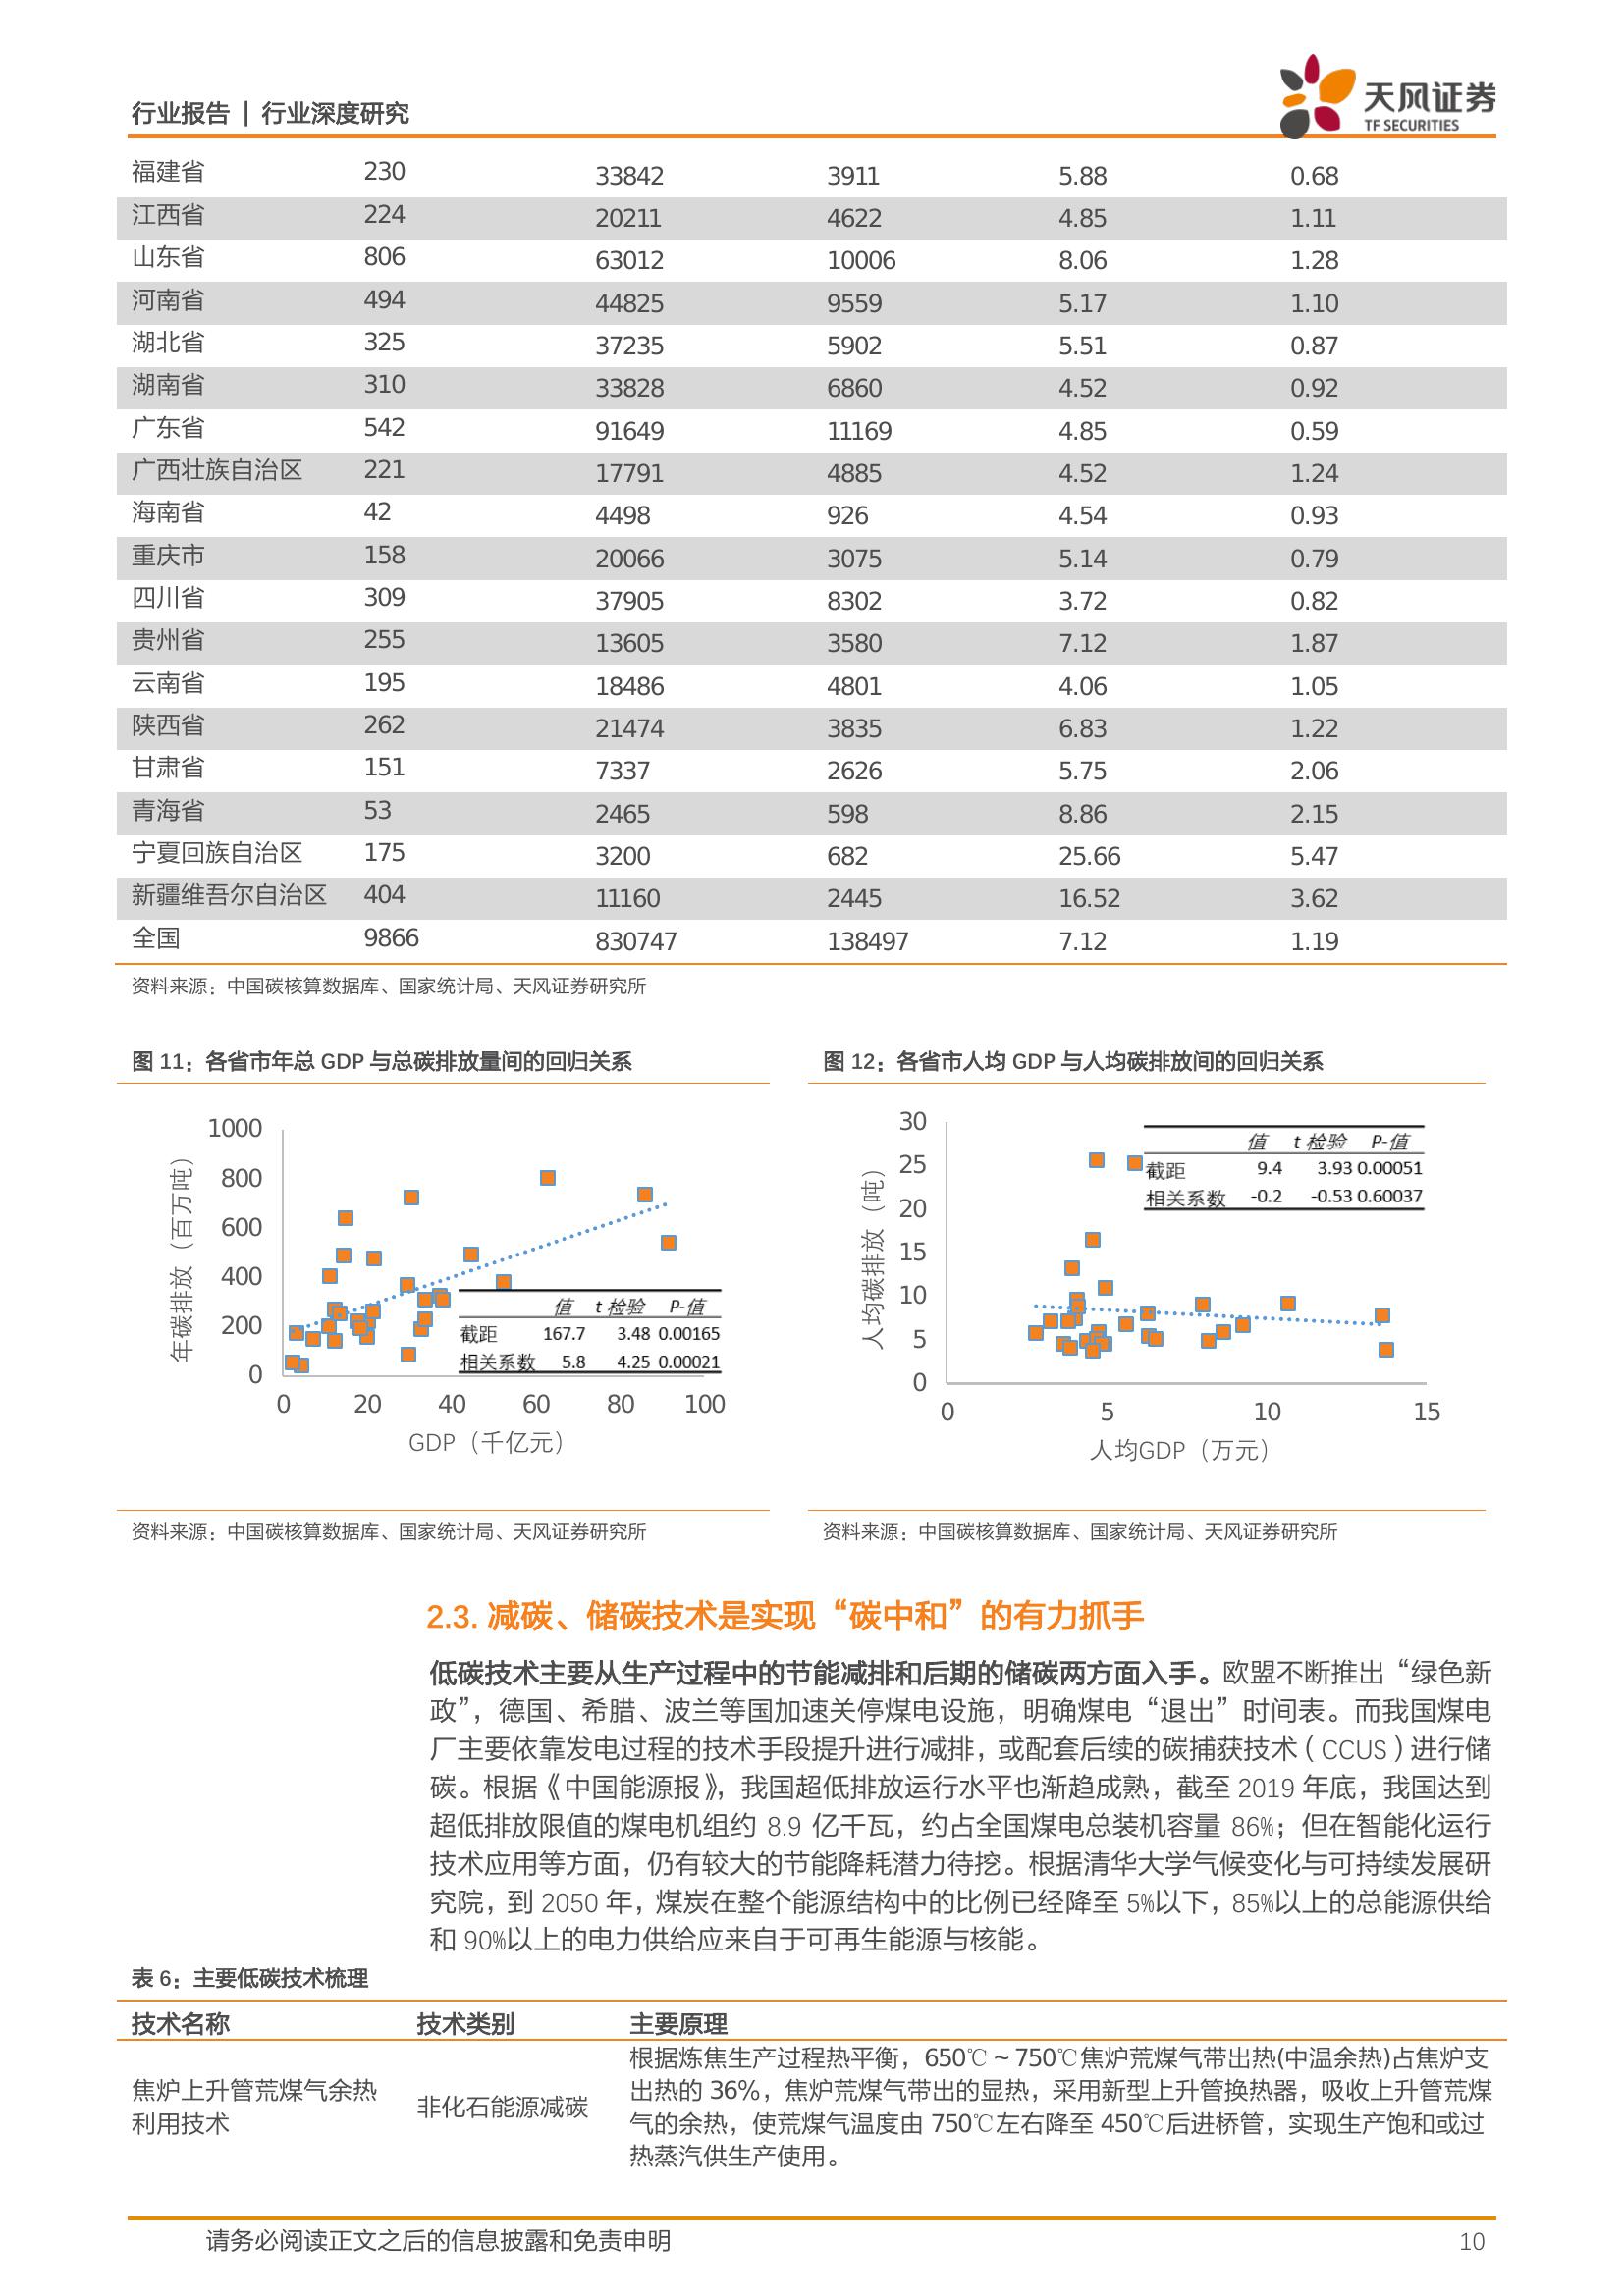 行业报告 | 行业深度研究
天风证券
TF SECURITIES
福建省 230 33842 3911 5.88 0.68
江西省 224 20211 4622 4.85 1.11
山东省 806 63012 10006 8.06 1.28
河南省 494 44825 9559 5.17 1.10
湖北省 325 37235 5902 5.51 0.87
湖南省 310 33828 6860 4.52 0.92
广东省 542 91649 11169 4.85 0.59
广西壮族自治区 221 17791 4885 4.52 1.24
海南省 42 4498 926 4.54 0.93
重庆市 158 20066 3075 5.14 0.79
四川省 309 37905 8302 3.72 0.82
贵州省 255 13605 3580 7.12 1.87
云南省 195 18486 4801 4.06 1.05
陕西省 262 21474 3835 6.83 1.22
甘肃省 151 7337 2626 5.75 2.06
青海省 53 2465 598 8.86 2.15
宁夏回族自治区 175 3200 682 25.66 5.47
新疆维吾尔自治区 404 11160 2445 16.52 3.62
全国 9866 830747 138497 7.12 1.19
资料来源：中国碳核算数据库、国家统计局、天风证券研究所
图 11：各省市年总 GDP 与总碳排放量间的回归关系
年碳排放（百万吨）
1000
800
600
400
200
0
值 t 检验 P-值
截距 167.7 3.48 0.00165
相关系数 5.8 4.25 0.00021
0 20 40 60 80 100
GDP（千亿元）
资料来源：中国碳核算数据库、国家统计局、天风证券研究所
图 12：各省市人均 GDP 与人均碳排放间的回归关系
人均碳排放（吨）
30
25
20
15
10
5
0
值 t 检验 P-值
截距 9.4 3.93 0.00051
相关系数 -0.2 -0.53 0.60037
0 5 10 15
人均GDP（万元）
资料来源：中国碳核算数据库、国家统计局、天风证券研究所
2.3. 减碳、储碳技术是实现“碳中和”的有力抓手
低碳技术主要从生产过程中的节能减排和后期的储碳两方面入手。欧盟不断推出“绿色新
政”，德国、希腊、波兰等国加速关停煤电设施，明确煤电“退出”时间表。而我国煤电
厂主要依靠发电过程的技术手段提升进行减排，或配套后续的碳捕获技术（CCUS）进行储
碳。根据《中国能源报》，我国超低排放运行水平也渐趋成熟，截至 2019 年底，我国达到
超低排放限值的煤电机组约 8.9 亿千瓦，约占全国煤电总装机容量 86%；但在智能化运行
技术应用等方面，仍有较大的节能降耗潜力待挖。根据清华大学气候变化与可持续发展研
究院，到 2050 年，煤炭在整个能源结构中的比例已经降至 5%以下，85%以上的总能源供给
和 90%以上的电力供给应来自于可再生能源与核能。
表 6：主要低碳技术梳理
技术名称 技术类别 主要原理
焦炉上升管荒煤气余热
利用技术
非化石能源减碳
根据炼焦生产过程热平衡，650℃～750℃焦炉荒煤气带出热(中温余热)占焦炉支
出热的 36%，焦炉荒煤气带出的显热，采用新型上升管换热器，吸收上升管荒煤
气的余热，使荒煤气温度由 750℃左右降至 450℃后进桥管，实现生产饱和或过
热蒸汽供生产使用。
请务必阅读正文之后的信息披露和免责申明 10